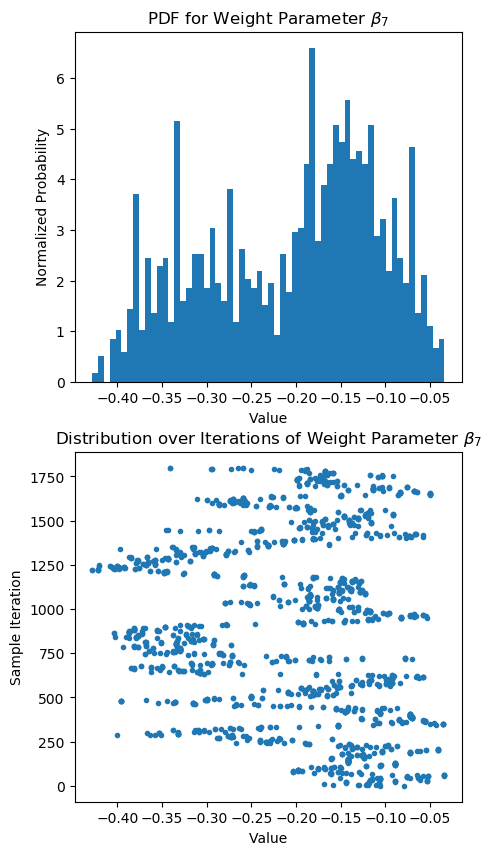 PDF for Weight Parameter β₇
Normalized Probability
6
5
4
3
2
1
0
−0.40 −0.35 −0.30 −0.25 −0.20 −0.15 −0.10 −0.05
Value
Distribution over Iterations of Weight Parameter β₇
Sample Iteration
1750
1500
1250
1000
750
500
250
0
−0.40 −0.35 −0.30 −0.25 −0.20 −0.15 −0.10 −0.05
Value